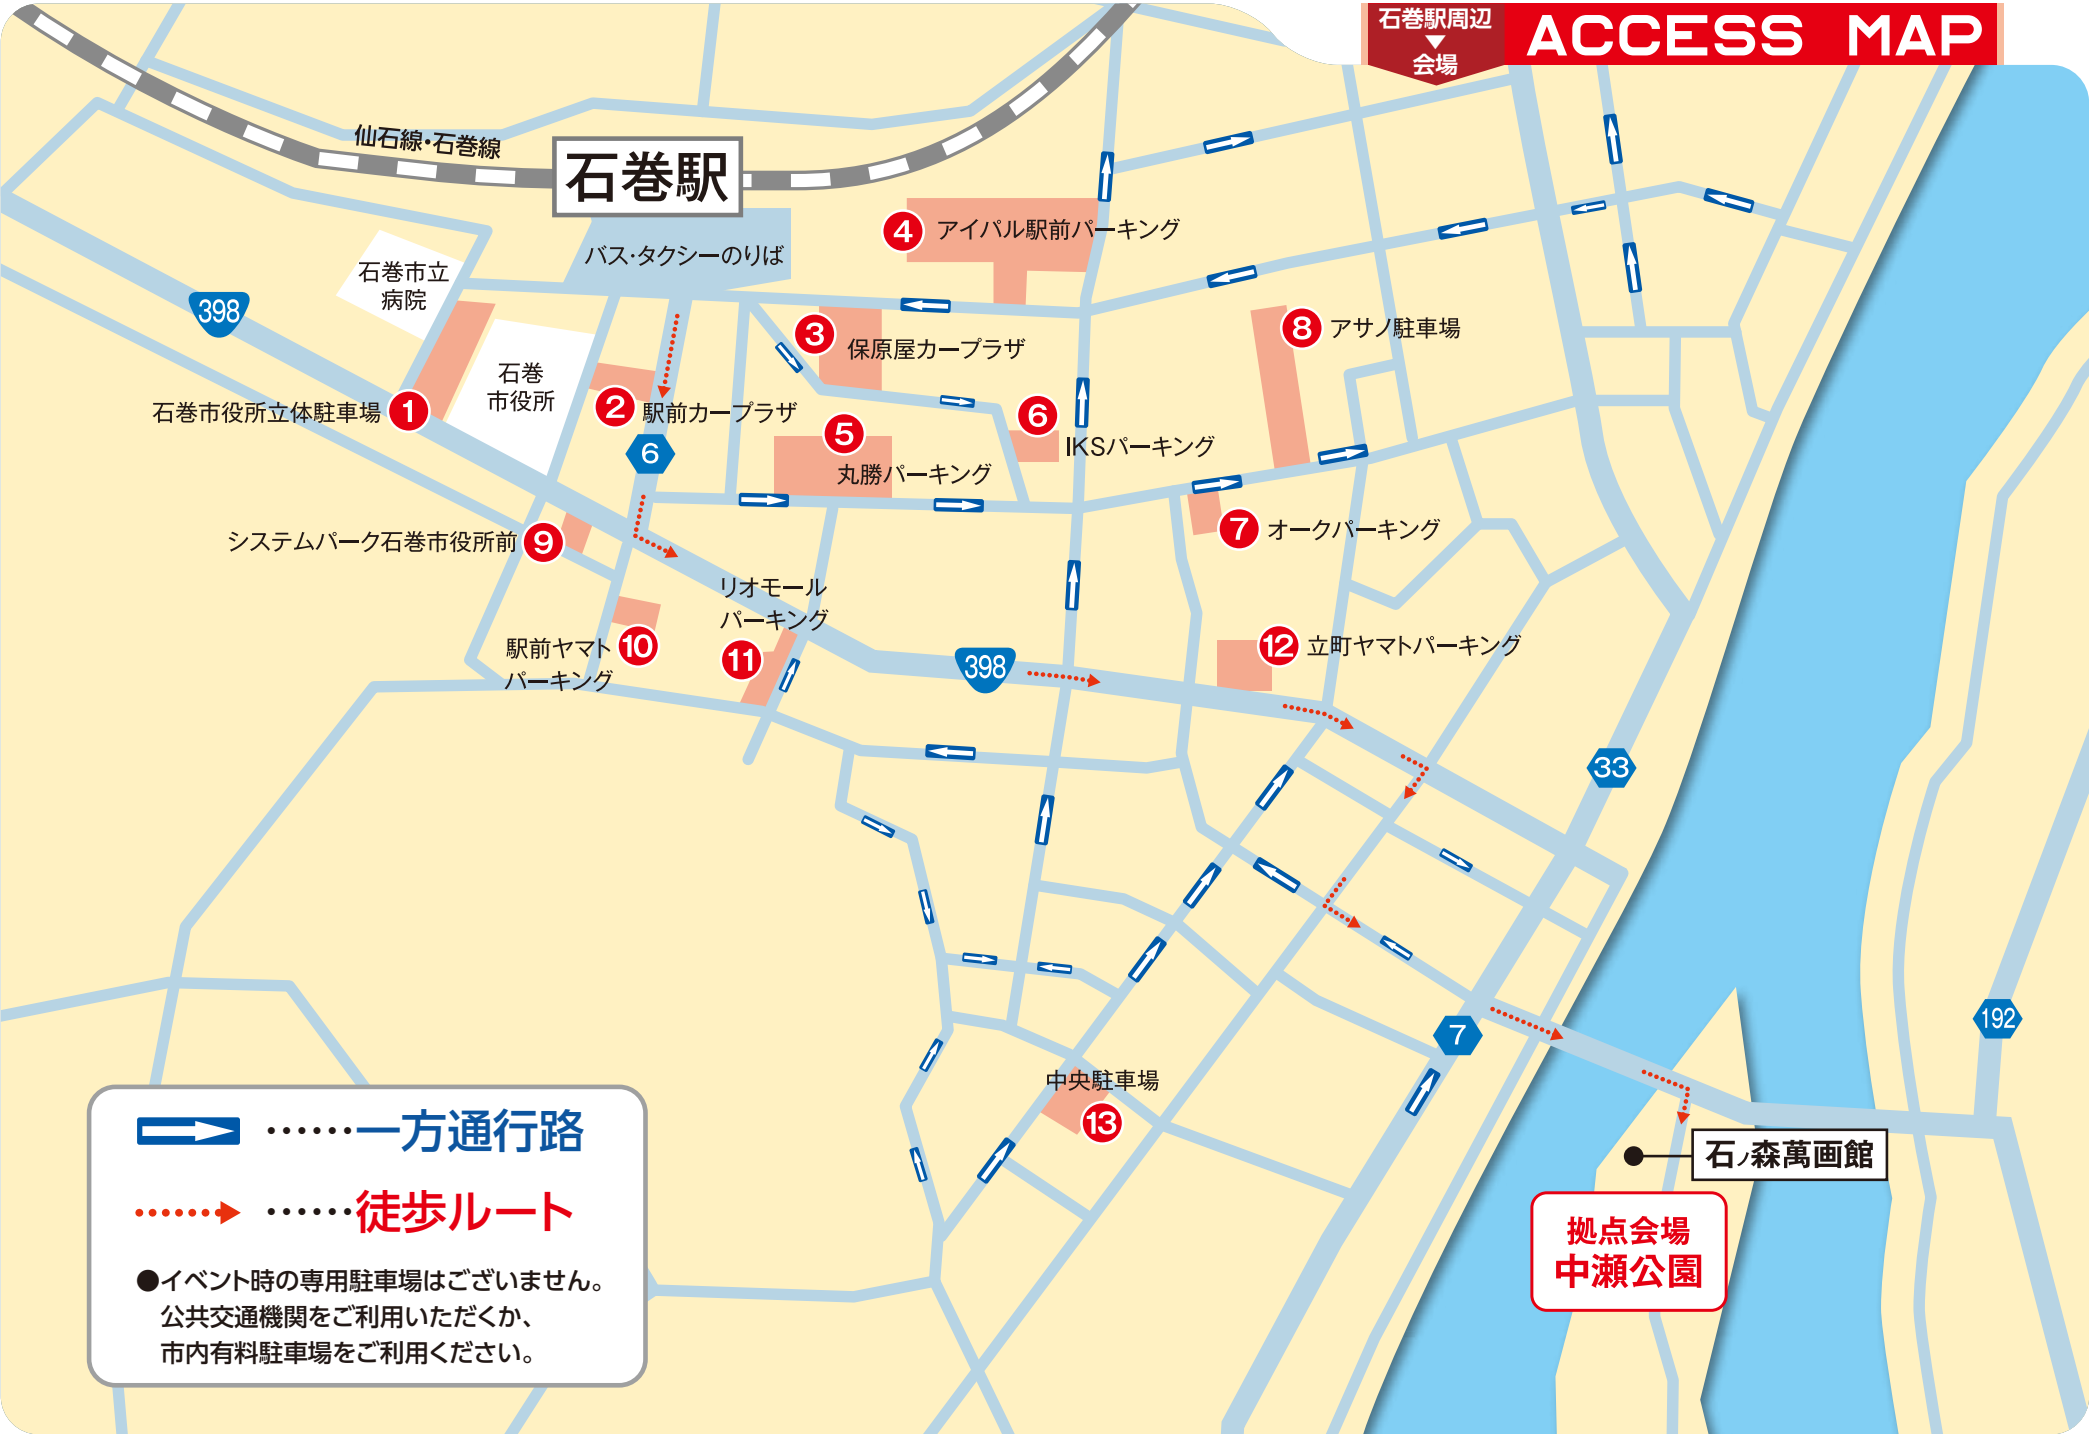 石巻駅周辺
▼
会場
ACCESS MAP
仙石線・石巻線
石巻駅
バス・タクシーのりば
4
アイパル駅前パーキング
石巻市立
病院
398
3
保原屋カープラザ
8
アサノ駐車場
石巻
市役所
石巻市役所立体駐車場
1
2
駅前カープラザ
5
丸勝パーキング
6
IKSパーキング
6
システムパーク石巻市役所前
9
7
オークパーキング
リオモール
パーキング
11
駅前ヤマト
パーキング
10
398
12
立町ヤマトパーキング
33
7
192
中央駐車場
13
石ノ森萬画館
拠点会場
中瀬公園
……一方通行路
……徒歩ルート
●イベント時の専用駐車場はございません。
公共交通機関をご利用いただくか、
市内有料駐車場をご利用ください。